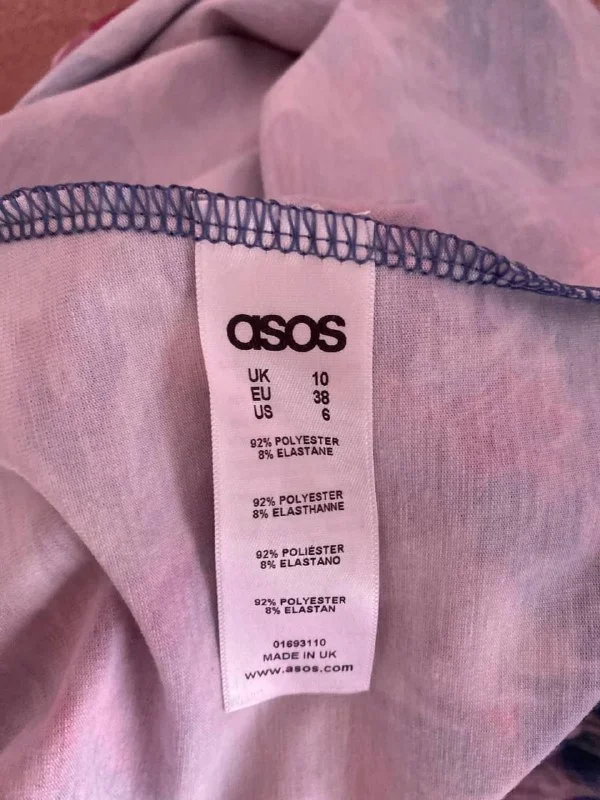 asos
UK 10
EU 38
US 6
92% POLYESTER
8% ELASTANE
92% POLYESTER
8% ELASTHANNE
92% POLIÉSTER
8% ELASTANO
92% POLYESTER
8% ELASTAN
01693110
MADE IN UK
www.asos.com